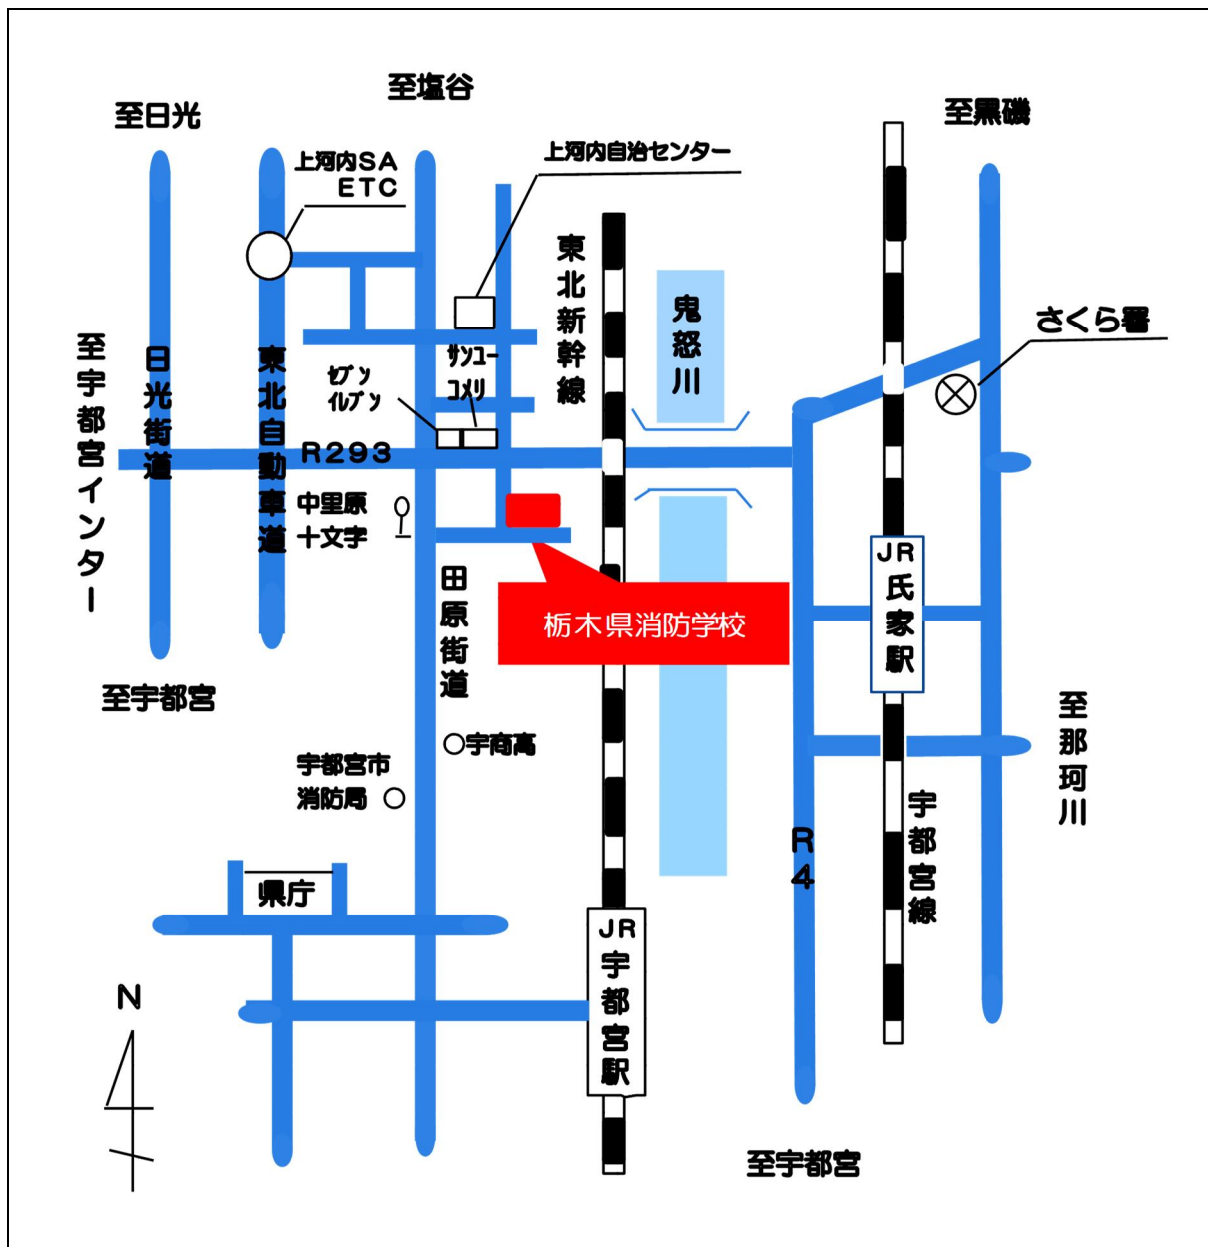 至塩谷
至日光
至黒磯
上河内SA
ETC
上河内自治センター
東北新幹線
鬼怒川
さくら署
至宇都宮インター
日光街道
東北自動車道
サンユー
コメリ
セブン
イレブン
R293
中里原
十文字
JR
氏家駅
田原街道
栃木県消防学校
至宇都宮
宇商高
宇都宮市
消防局
至那珂川
宇都宮線
R4
県庁
JR
宇都宮駅
N
至宇都宮